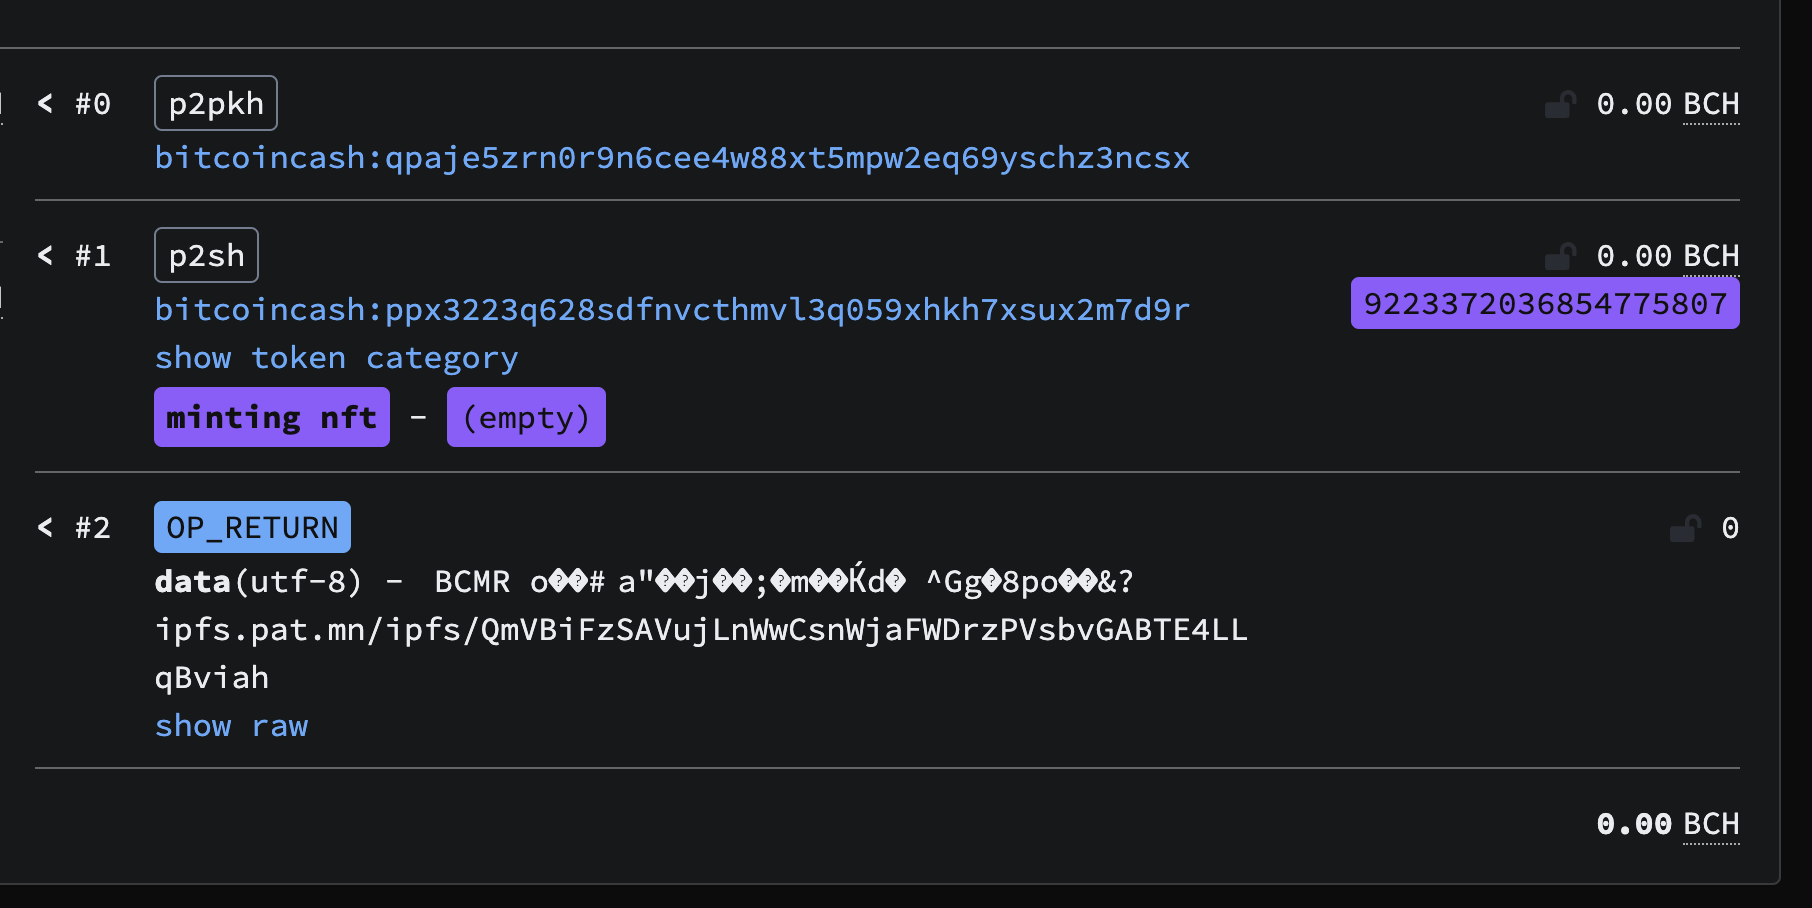 < #0 p2pkh 0.00 BCH
bitcoincash:qpaje5zrn0r9n6cee4w88xt5mpw2eq69yschz3ncsx
< #1 p2sh 0.00 BCH
bitcoincash:ppx3223q628sdfnvcthmvl3q059xhkh7xsux2m7d9r 9223372036854775807
show token category
minting nft - (empty)
< #2 OP_RETURN 0
data(utf-8) - BCMR o��# a"��j��;�m��Ḱd� ^Gg�8po��&?
ipfs.pat.mn/ipfs/QmVBiFzSAVujLnWwCsnWjaFWDrzPVsbvGABTE4LL
qBviah
show raw
0.00 BCH